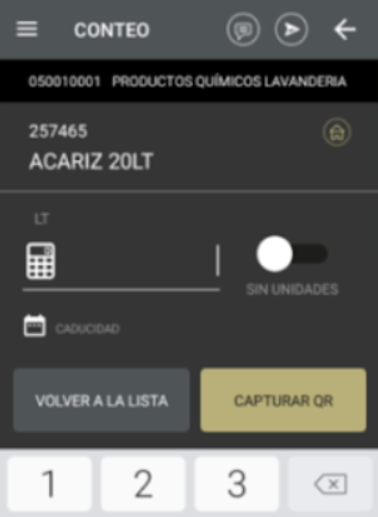 CONTEO
050010001 PRODUCTOS QUÍMICOS LAVANDERIA
257465
ACARIZ 20LT
LT
SIN UNIDADES
CADUCIDAD
VOLVER A LA LISTA CAPTURAR QR
1 2 3